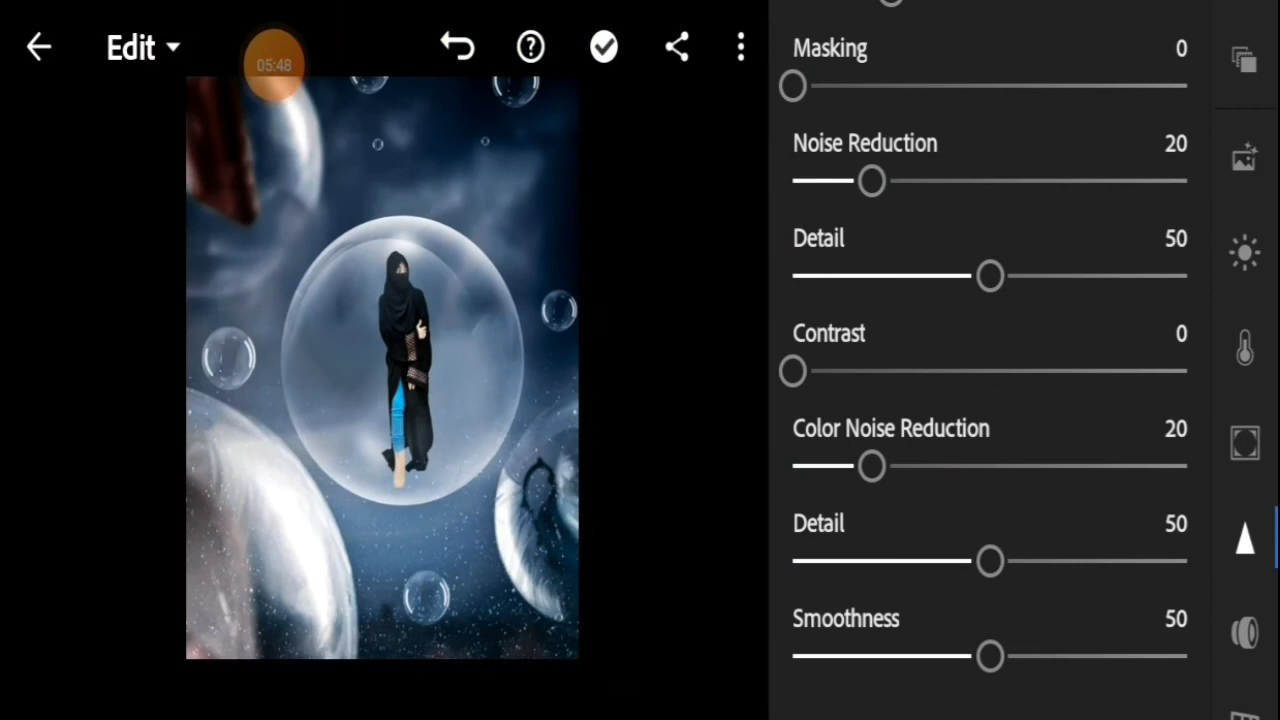 Edit
05:48
Masking 0
Noise Reduction 20
Detail 50
Contrast 0
Color Noise Reduction 20
Detail 50
Smoothness 50